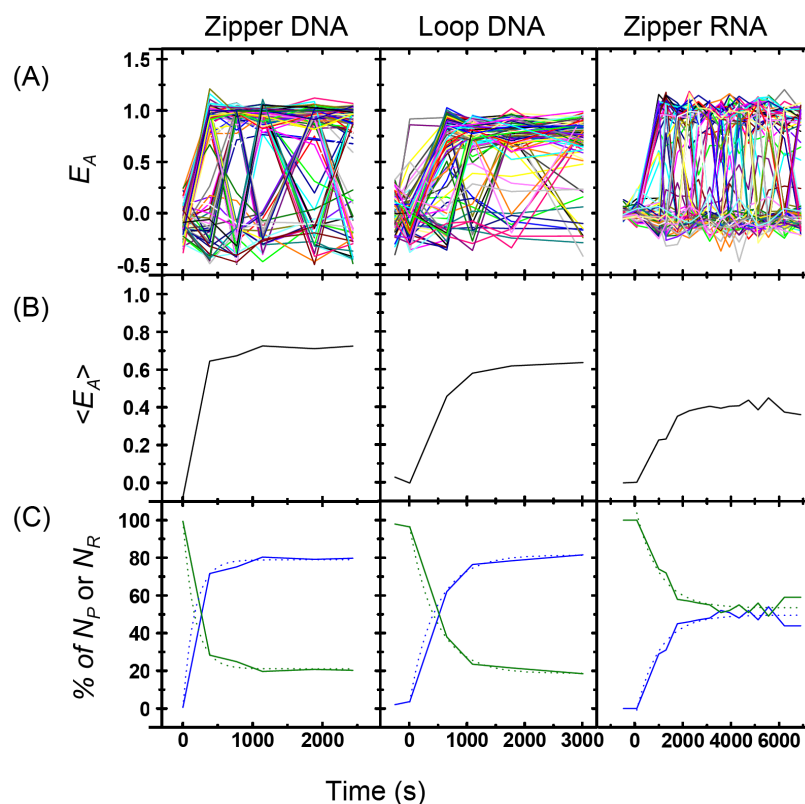 Zipper DNA Loop DNA Zipper RNA
(A)
1.5
1.0
0.5
0.0
-0.5
E_A
(B)
1.0
0.8
0.6
0.4
0.2
0.0
<E_A>
(C)
100
80
60
40
20
0
% of N_P or N_R
0 1000 2000 0 1000 2000 3000 0 2000 4000 6000
Time (s)